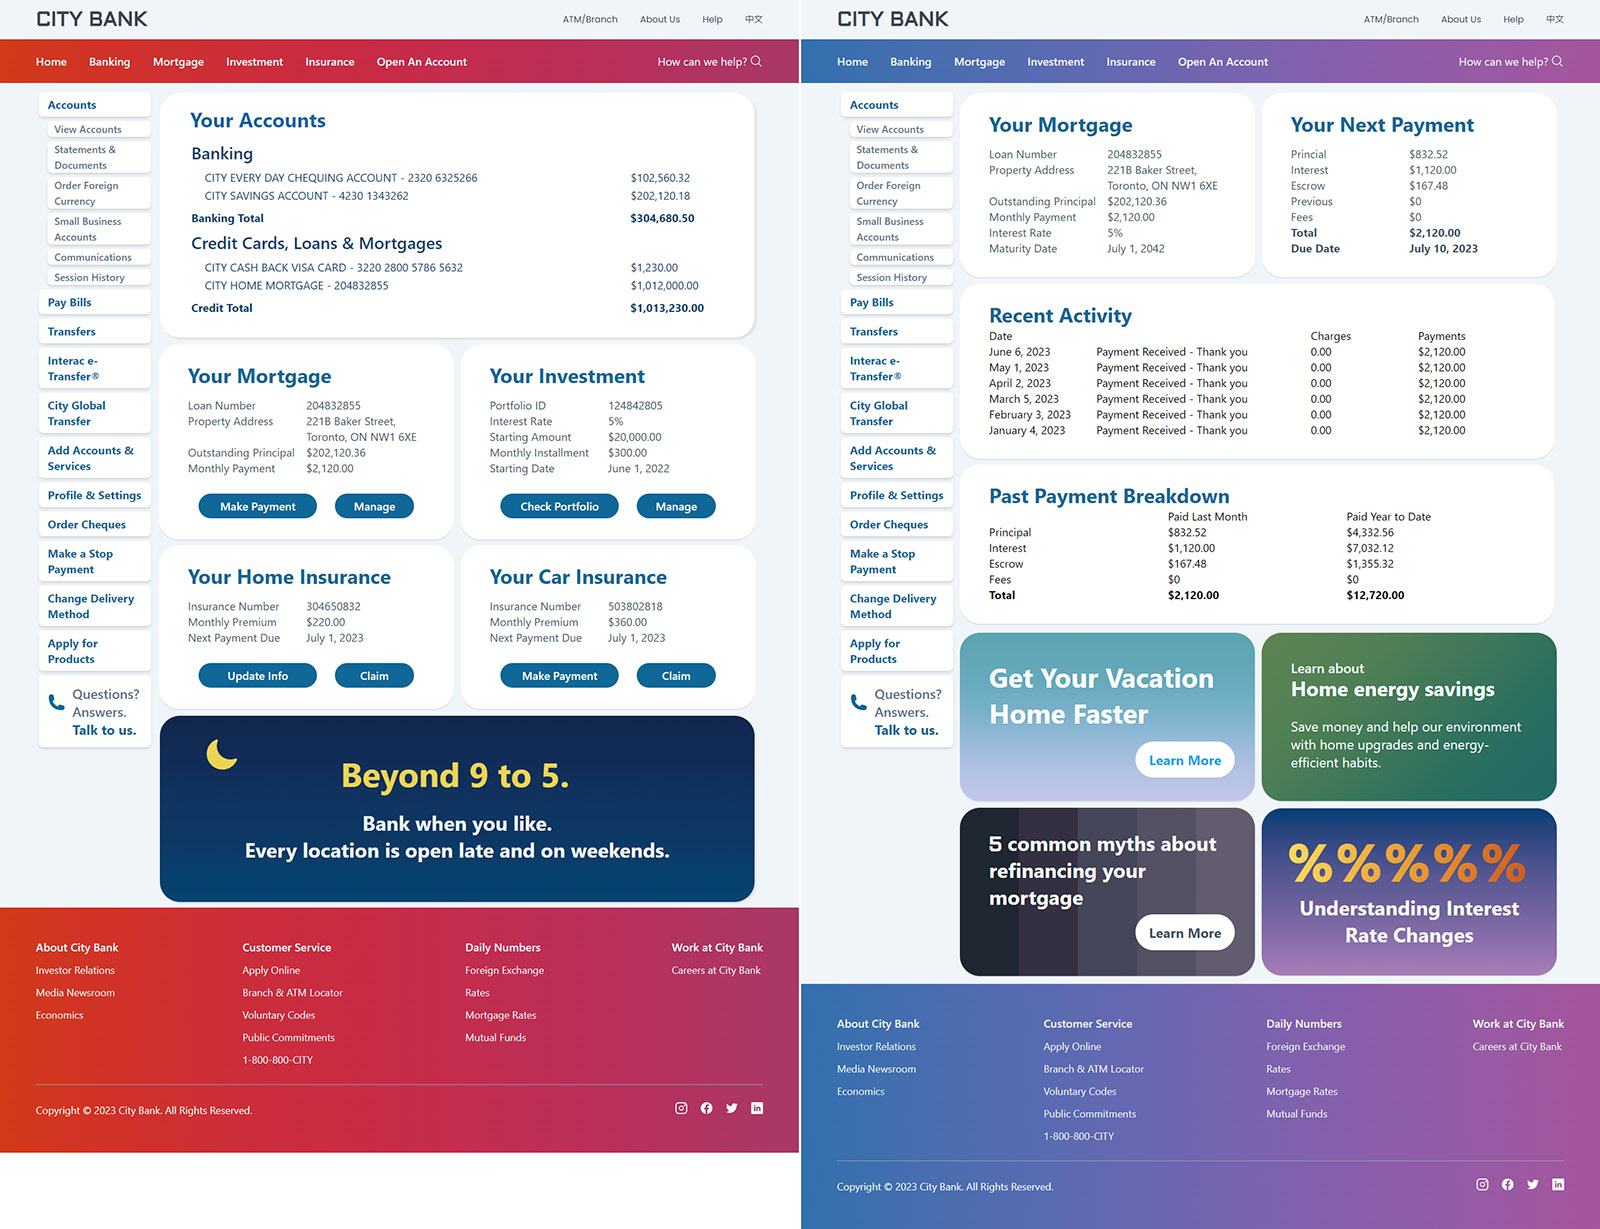 CITY BANK
ATM/Branch About Us Help 中文
Home Banking Mortgage Investment Insurance Open An Account How can we help?
Accounts
View Accounts
Statements &
Documents
Order Foreign
Currency
Small Business
Accounts
Communications
Session History
Pay Bills
Transfers
Interac e-
Transfer®
City Global
Transfer
Add Accounts &
Services
Profile & Settings
Order Cheques
Make a Stop
Payment
Change Delivery
Method
Apply for
Products
Questions?
Answers.
Talk to us.
Your Accounts
Banking
CITY EVERY DAY CHEQUING ACCOUNT - 2320 6325266 $102,560.32
CITY SAVINGS ACCOUNT - 4230 1343262 $202,120.18
Banking Total $304,680.50
Credit Cards, Loans & Mortgages
CITY CASH BACK VISA CARD - 3220 2800 5786 5632 $1,230.00
CITY HOME MORTGAGE - 204832855 $1,012,000.00
Credit Total $1,013,230.00
Your Mortgage
Loan Number 204832855
Property Address 221B Baker Street,
Toronto, ON NW1 6XE
Outstanding Principal $202,120.36
Monthly Payment $2,120.00
Make Payment Manage
Your Investment
Portfolio ID 124842805
Interest Rate 5%
Starting Amount $20,000.00
Monthly Installment $300.00
Starting Date June 1, 2022
Check Portfolio Manage
Your Home Insurance
Insurance Number 304650832
Monthly Premium $220.00
Next Payment Due July 1, 2023
Update Info Claim
Your Car Insurance
Insurance Number 503802818
Monthly Premium $360.00
Next Payment Due July 1, 2023
Make Payment Claim
Beyond 9 to 5.
Bank when you like.
Every location is open late and on weekends.
About City Bank
Investor Relations
Media Newsroom
Economics
Customer Service
Apply Online
Branch & ATM Locator
Voluntary Codes
Public Commitments
1-800-800-CITY
Daily Numbers
Foreign Exchange
Rates
Mortgage Rates
Mutual Funds
Work at City Bank
Careers at City Bank
Copyright © 2023 City Bank. All Rights Reserved.
CITY BANK
ATM/Branch About Us Help 中文
Home Banking Mortgage Investment Insurance Open An Account How can we help?
Accounts
View Accounts
Statements &
Documents
Order Foreign
Currency
Small Business
Accounts
Communications
Session History
Pay Bills
Transfers
Interac e-
Transfer®
City Global
Transfer
Add Accounts &
Services
Profile & Settings
Order Cheques
Make a Stop
Payment
Change Delivery
Method
Apply for
Products
Questions?
Answers.
Talk to us.
Your Mortgage
Loan Number 204832855
Property Address 221B Baker Street,
Toronto, ON NW1 6XE
Outstanding Principal $202,120.36
Monthly Payment $2,120.00
Interest Rate 5%
Maturity Date July 1, 2042
Your Next Payment
Princial $832.52
Interest $1,120.00
Escrow $167.48
Previous $0
Fees $0
Total $2,120.00
Due Date July 10, 2023
Recent Activity
Date Charges Payments
June 6, 2023 Payment Received - Thank you 0.00 $2,120.00
May 1, 2023 Payment Received - Thank you 0.00 $2,120.00
April 2, 2023 Payment Received - Thank you 0.00 $2,120.00
March 5, 2023 Payment Received - Thank you 0.00 $2,120.00
February 3, 2023 Payment Received - Thank you 0.00 $2,120.00
January 4, 2023 Payment Received - Thank you 0.00 $2,120.00
Past Payment Breakdown
Paid Last Month Paid Year to Date
Principal $832.52 $4,332.56
Interest $1,120.00 $7,032.12
Escrow $167.48 $1,355.32
Fees $0 $0
Total $2,120.00 $12,720.00
Get Your Vacation
Home Faster
Learn More
Learn about
Home energy savings
Save money and help our environment
with home upgrades and energy-
efficient habits.
5 common myths about
refinancing your
mortgage
Learn More
%%%%%
Understanding Interest
Rate Changes
About City Bank
Investor Relations
Media Newsroom
Economics
Customer Service
Apply Online
Branch & ATM Locator
Voluntary Codes
Public Commitments
1-800-800-CITY
Daily Numbers
Foreign Exchange
Rates
Mortgage Rates
Mutual Funds
Work at City Bank
Careers at City Bank
Copyright © 2023 City Bank. All Rights Reserved.